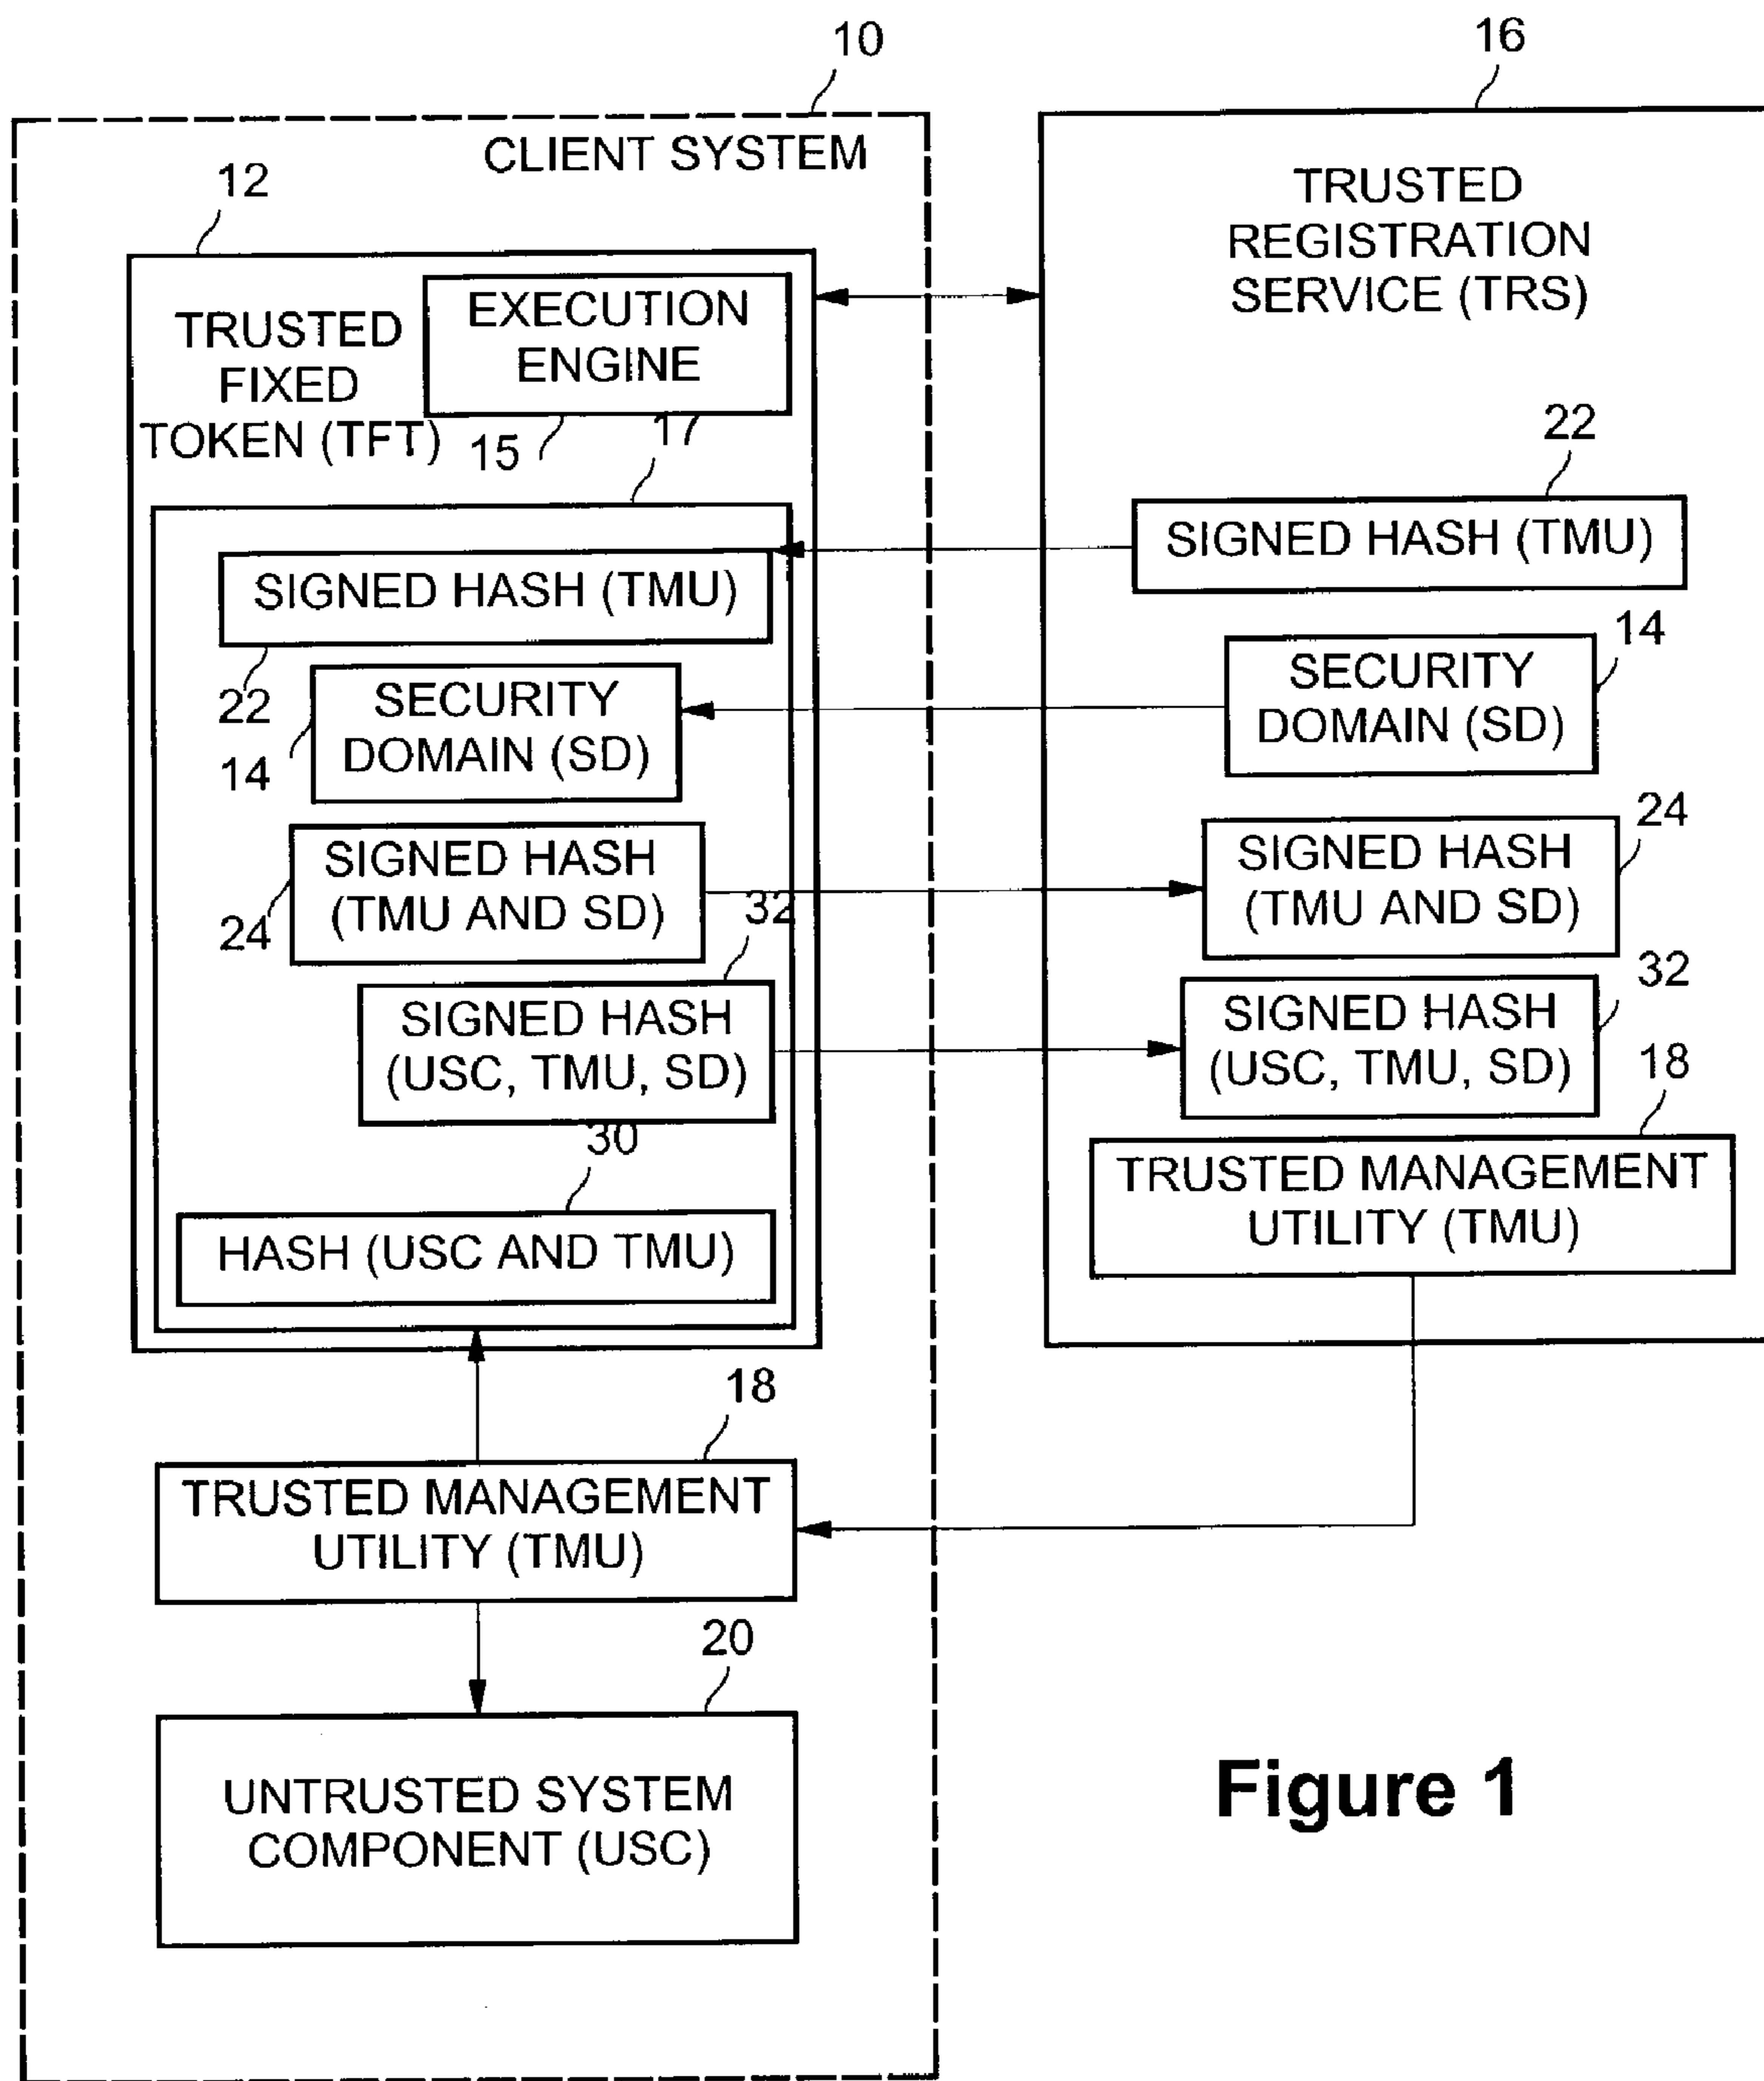 10
16
CLIENT SYSTEM
12
TRUSTED
REGISTRATION
SERVICE (TRS)
EXECUTION
ENGINE
TRUSTED
FIXED
TOKEN (TFT)
15
17
22
SIGNED HASH (TMU)
SIGNED HASH (TMU)
22
14
SECURITY
DOMAIN (SD)
SECURITY
DOMAIN (SD)
14
24
SIGNED HASH
(TMU AND SD)
SIGNED HASH
(TMU AND SD)
24
32
32
SIGNED HASH
(USC, TMU, SD)
SIGNED HASH
(USC, TMU, SD)
18
30
TRUSTED MANAGEMENT
UTILITY (TMU)
HASH (USC AND TMU)
18
TRUSTED MANAGEMENT
UTILITY (TMU)
20
UNTRUSTED SYSTEM
COMPONENT (USC)
Figure 1